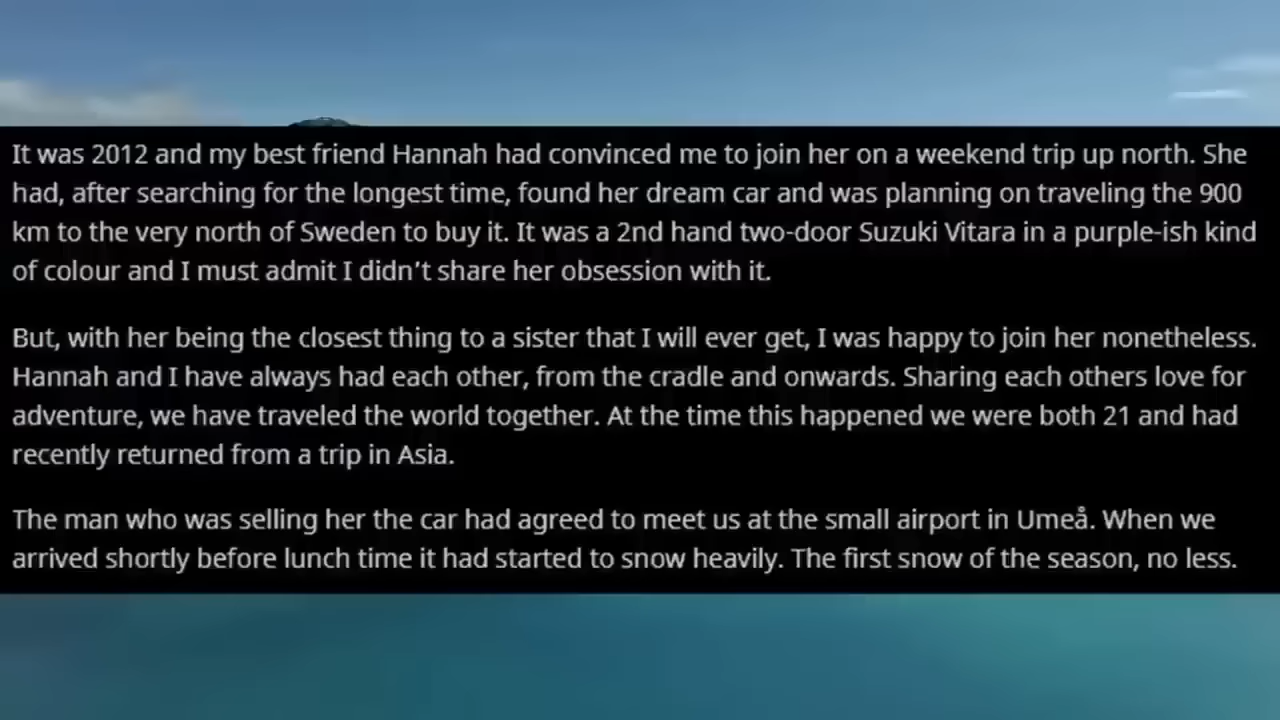 It was 2012 and my best friend Hannah had convinced me to join her on a weekend trip up north. She
had, after searching for the longest time, found her dream car and was planning on traveling the 900
km to the very north of Sweden to buy it. It was a 2nd hand two-door Suzuki Vitara in a purple-ish kind
of colour and I must admit I didn't share her obsession with it.
But, with her being the closest thing to a sister that I will ever get, I was happy to join her nonetheless.
Hannah and I have always had each other, from the cradle and onwards. Sharing each others love for
adventure, we have traveled the world together. At the time this happened we were both 21 and had
recently returned from a trip in Asia.
The man who was selling her the car had agreed to meet us at the small airport in Umeå. When we
arrived shortly before lunch time it had started to snow heavily. The first snow of the season, no less.